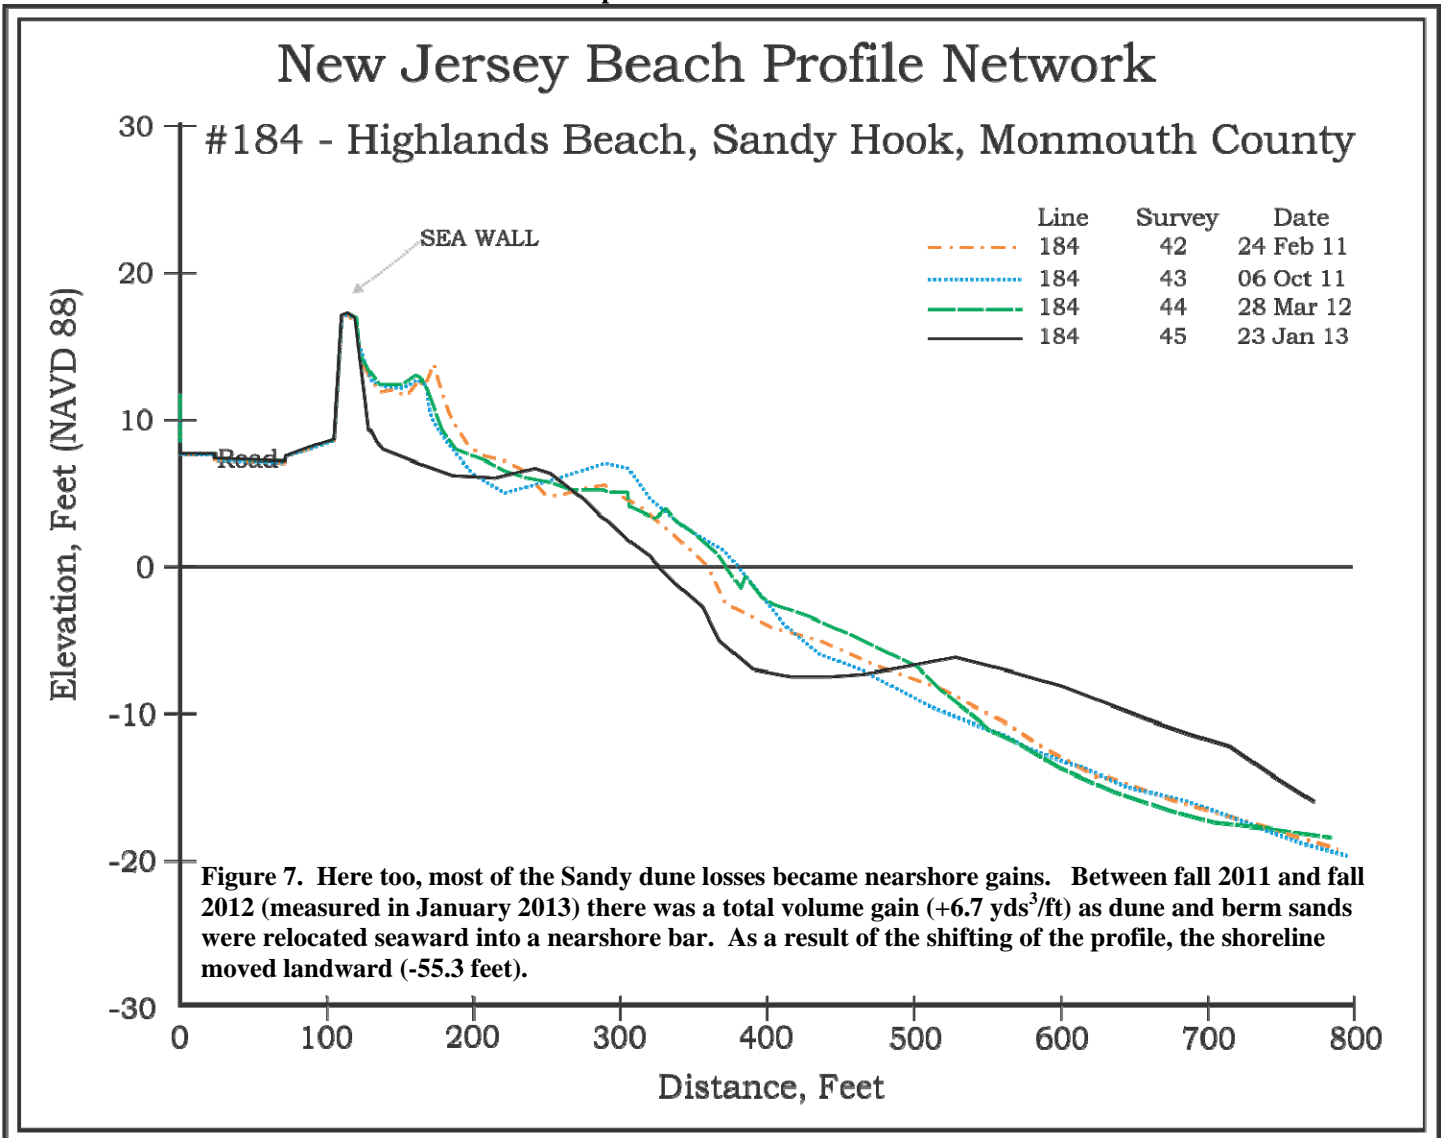 New Jersey Beach Profile Network
#184 - Highlands Beach, Sandy Hook, Monmouth County
Line Survey Date
184 42 24 Feb 11
184 43 06 Oct 11
184 44 28 Mar 12
184 45 23 Jan 13
SEA WALL
Road
Elevation, Feet (NAVD 88)
30
20
10
0
-10
-20
-30
Figure 7. Here too, most of the Sandy dune losses became nearshore gains. Between fall 2011 and fall
2012 (measured in January 2013) there was a total volume gain (+6.7 yds³/ft) as dune and berm sands
were relocated seaward into a nearshore bar. As a result of the shifting of the profile, the shoreline
moved landward (-55.3 feet).
0 100 200 300 400 500 600 700 800
Distance, Feet